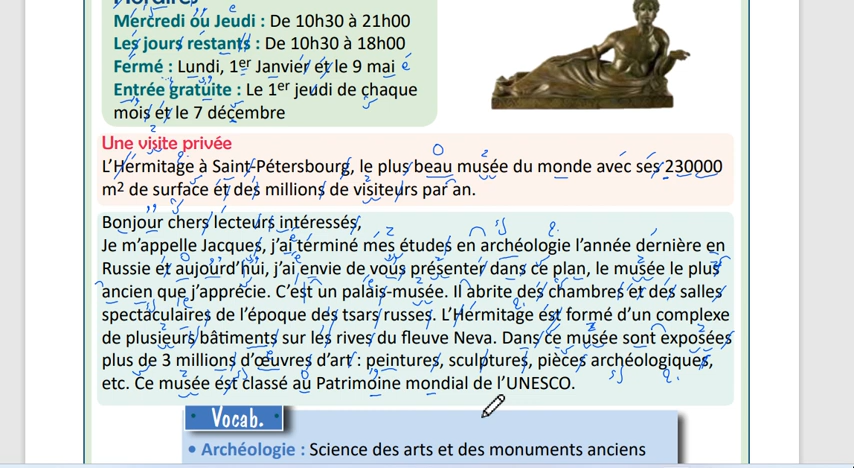 Mercredi ou Jeudi : De 10h30 à 21h00
Les jours restants : De 10h30 à 18h00
Fermé : Lundi, 1er Janvier et le 9 mai
Entrée gratuite : Le 1er jeudi de chaque
mois et le 7 décembre
Une visite privée
L'Hermitage à Saint-Pétersbourg, le plus beau musée du monde avec ses 230000
m2 de surface et des millions de visiteurs par an.
Bonjour chers lecteurs intéressés,
Je m'appelle Jacques, j'ai terminé mes études en archéologie l'année dernière en
Russie et aujourd'hui, j'ai envie de vous présenter dans ce plan, le musée le plus
ancien que j'apprécie. C'est un palais-musée. Il abrite des chambres et des salles
spectaculaires de l'époque des tsars russes. L'Hermitage est formé d'un complexe
de plusieurs bâtiments sur les rives du fleuve Neva. Dans ce musée sont exposées
plus de 3 millions d'œuvres d'art : peintures, sculptures, pièces archéologiques,
etc. Ce musée est classé au Patrimoine mondial de l'UNESCO.
Vocab.
• Archéologie : Science des arts et des monuments anciens